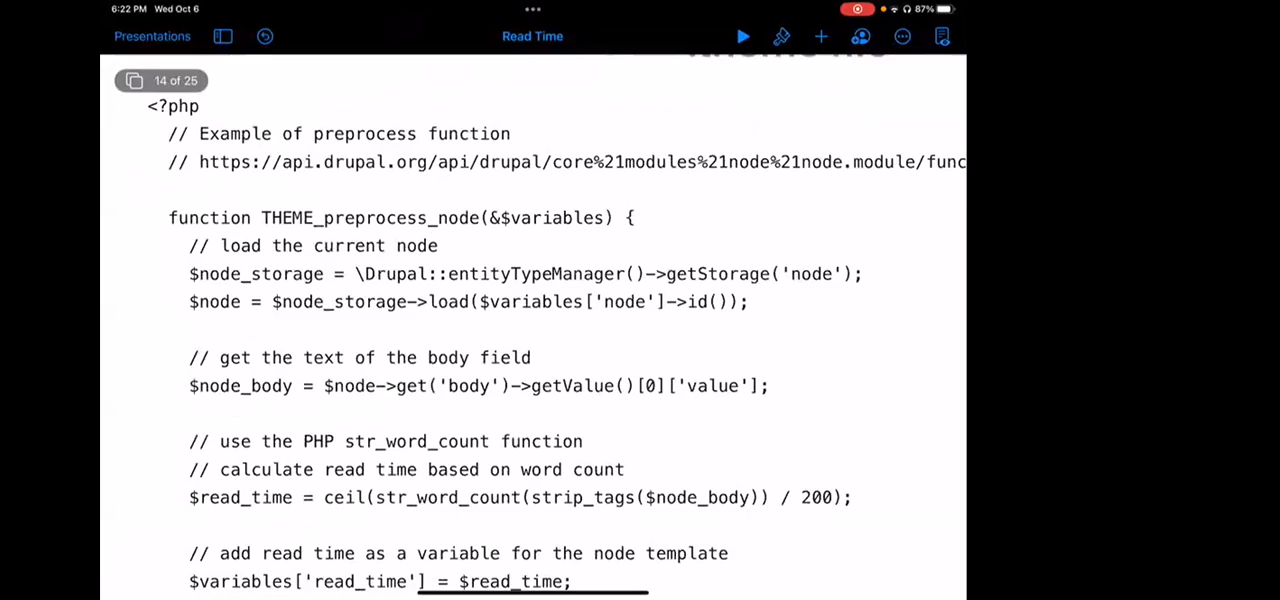 6:22 PM Wed Oct 6
87%
Presentations
Read Time
14 of 25
<?php
// Example of preprocess function
// https://api.drupal.org/api/drupal/core%21modules%21node%21node.module/func
function THEME_preprocess_node(&$variables) {
// load the current node
$node_storage = \Drupal::entityTypeManager()->getStorage('node');
$node = $node_storage->load($variables['node']->id());
// get the text of the body field
$node_body = $node->get('body')->getValue()[0]['value'];
// use the PHP str_word_count function
// calculate read time based on word count
$read_time = ceil(str_word_count(strip_tags($node_body)) / 200);
// add read time as a variable for the node template
$variables['read_time'] = $read_time;